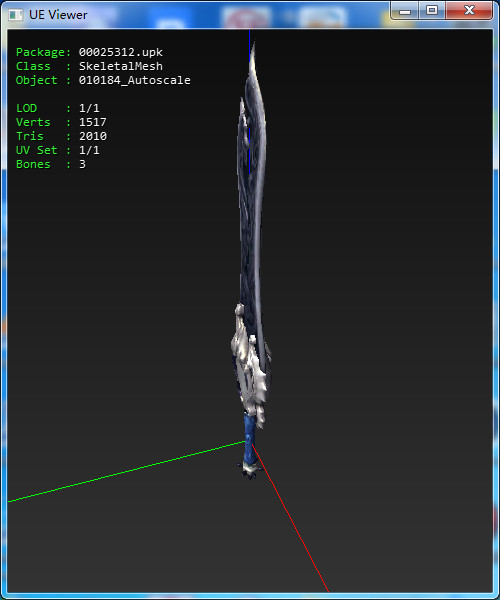 UE Viewer
Package: 00025312.upk
Class : SkeletalMesh
Object : 010184_Autoscale
LOD : 1/1
Verts : 1517
Tris : 2010
UV Set : 1/1
Bones : 3